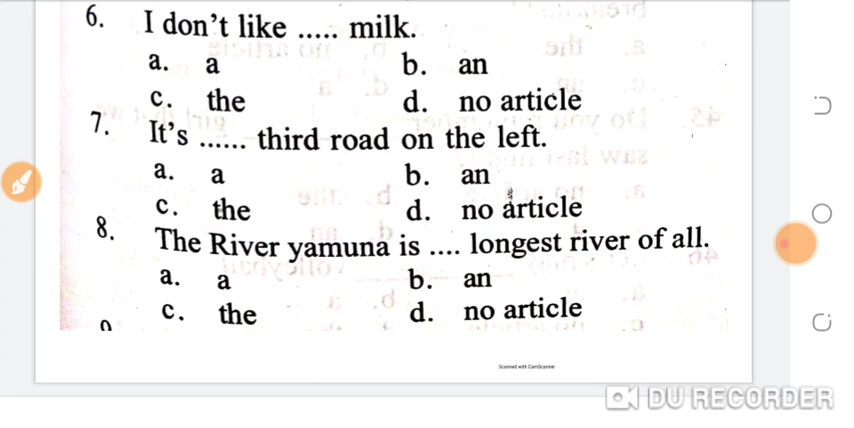 6. I don't like ..... milk.
a. a b. an
c. the d. no article
7. It's ...... third road on the left.
a. a b. an
c. the d. no article
8. The River yamuna is .... longest river of all.
a. a b. an
c. the d. no article
Scanned with CamScanner
DU RECORDER